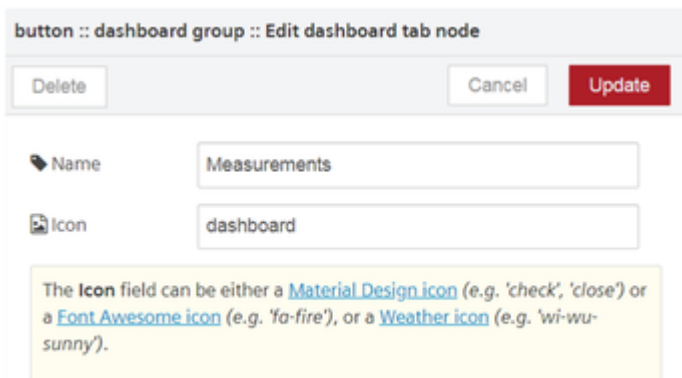 button :: dashboard group :: Edit dashboard tab node
Delete Cancel Update
Name Measurements
Icon dashboard
The Icon field can be either a Material Design icon (e.g. 'check', 'close') or
a Font Awesome icon (e.g. 'fa-fire'), or a Weather icon (e.g. 'wi-wu-
sunny').